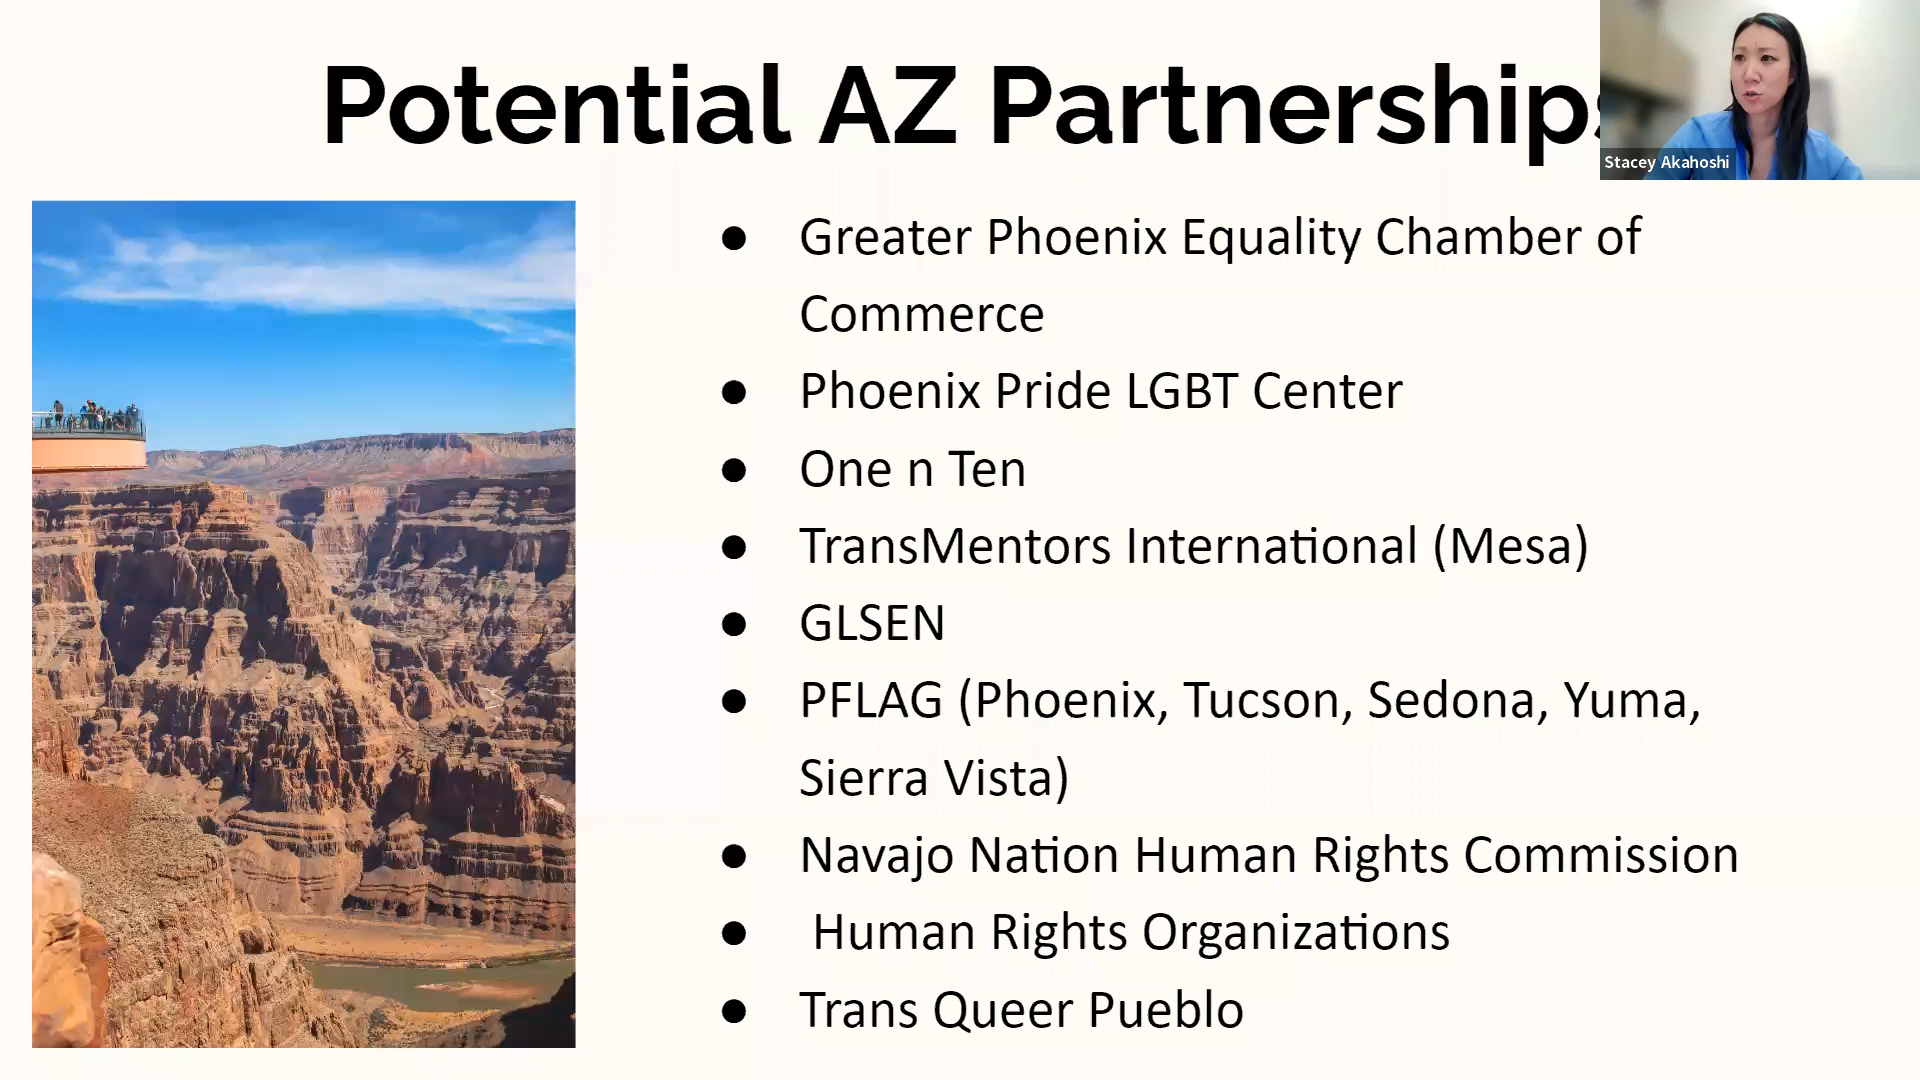 Potential AZ Partnerships
Stacey Akahoshi
● Greater Phoenix Equality Chamber of
Commerce
● Phoenix Pride LGBT Center
● One n Ten
● TransMentors International (Mesa)
● GLSEN
● PFLAG (Phoenix, Tucson, Sedona, Yuma,
Sierra Vista)
● Navajo Nation Human Rights Commission
● Human Rights Organizations
● Trans Queer Pueblo